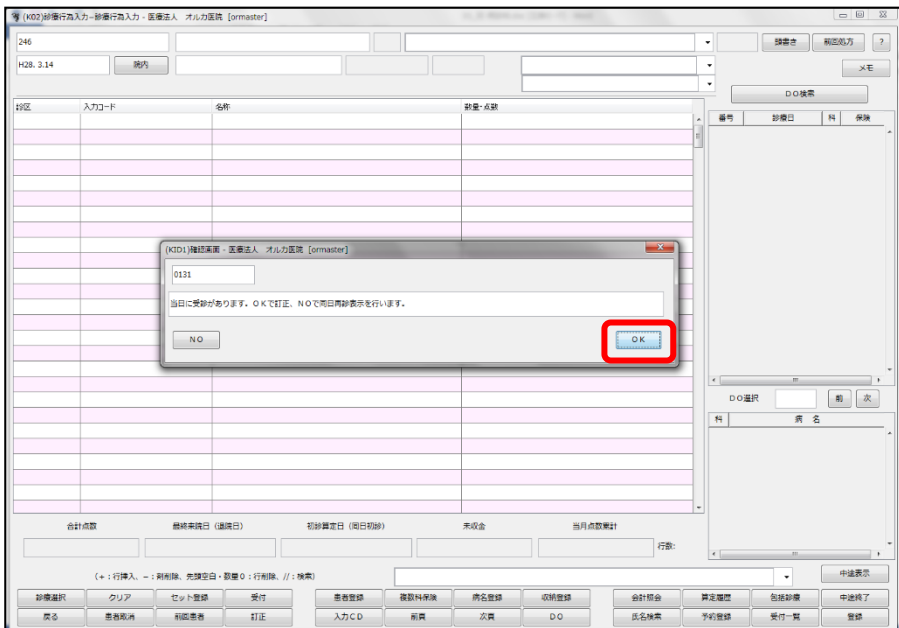 (K02)診療行為入力−診療行為入力 - 医療法人　オルカ医院 [ormaster]
246 頭書き 前回処方 ?
H28. 3.14 院内 メモ
DO検索
診区 入力コード 名称 数量・点数
番号 診療日 科 保険
(KID1)確認画面 - 医療法人　オルカ医院 [ormaster]
0131
当日に受診があります。OKで訂正、NOで同日再診表示を行います。
NO OK
DO選択 前 次
科 病 名
合計点数 最終来院日（退院日） 初診算定日（同日初診） 未収金 当月点数累計
行数:
（+：行挿入、−：剤削除、先頭空白・数量0：行削除、//：検索） 中途表示
診療選択 クリア セット登録 受付 患者登録 複数科保険 病名登録 収納登録 会計照会 算定履歴 包括診療 中途終了
戻る 患者取消 前回患者 訂正 入力CD 前頁 次頁 DO 氏名検索 予約登録 受付一覧 登録